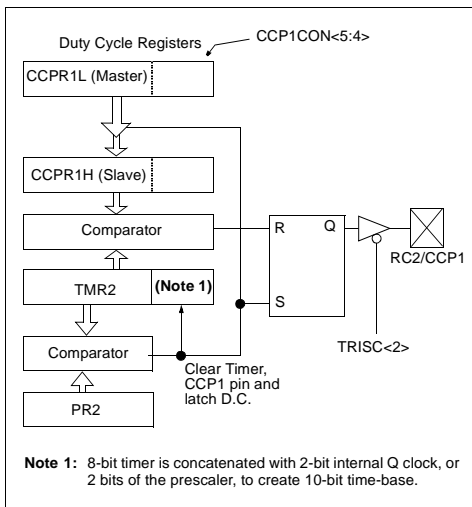 Duty Cycle Registers
CCP1CON<5:4>
CCPR1L (Master)
CCPR1H (Slave)
Comparator
R
Q
RC2/CCP1
TMR2
(Note 1)
S
TRISC<2>
Comparator
Clear Timer,
CCP1 pin and
latch D.C.
PR2
Note 1: 8-bit timer is concatenated with 2-bit internal Q clock, or
2 bits of the prescaler, to create 10-bit time-base.